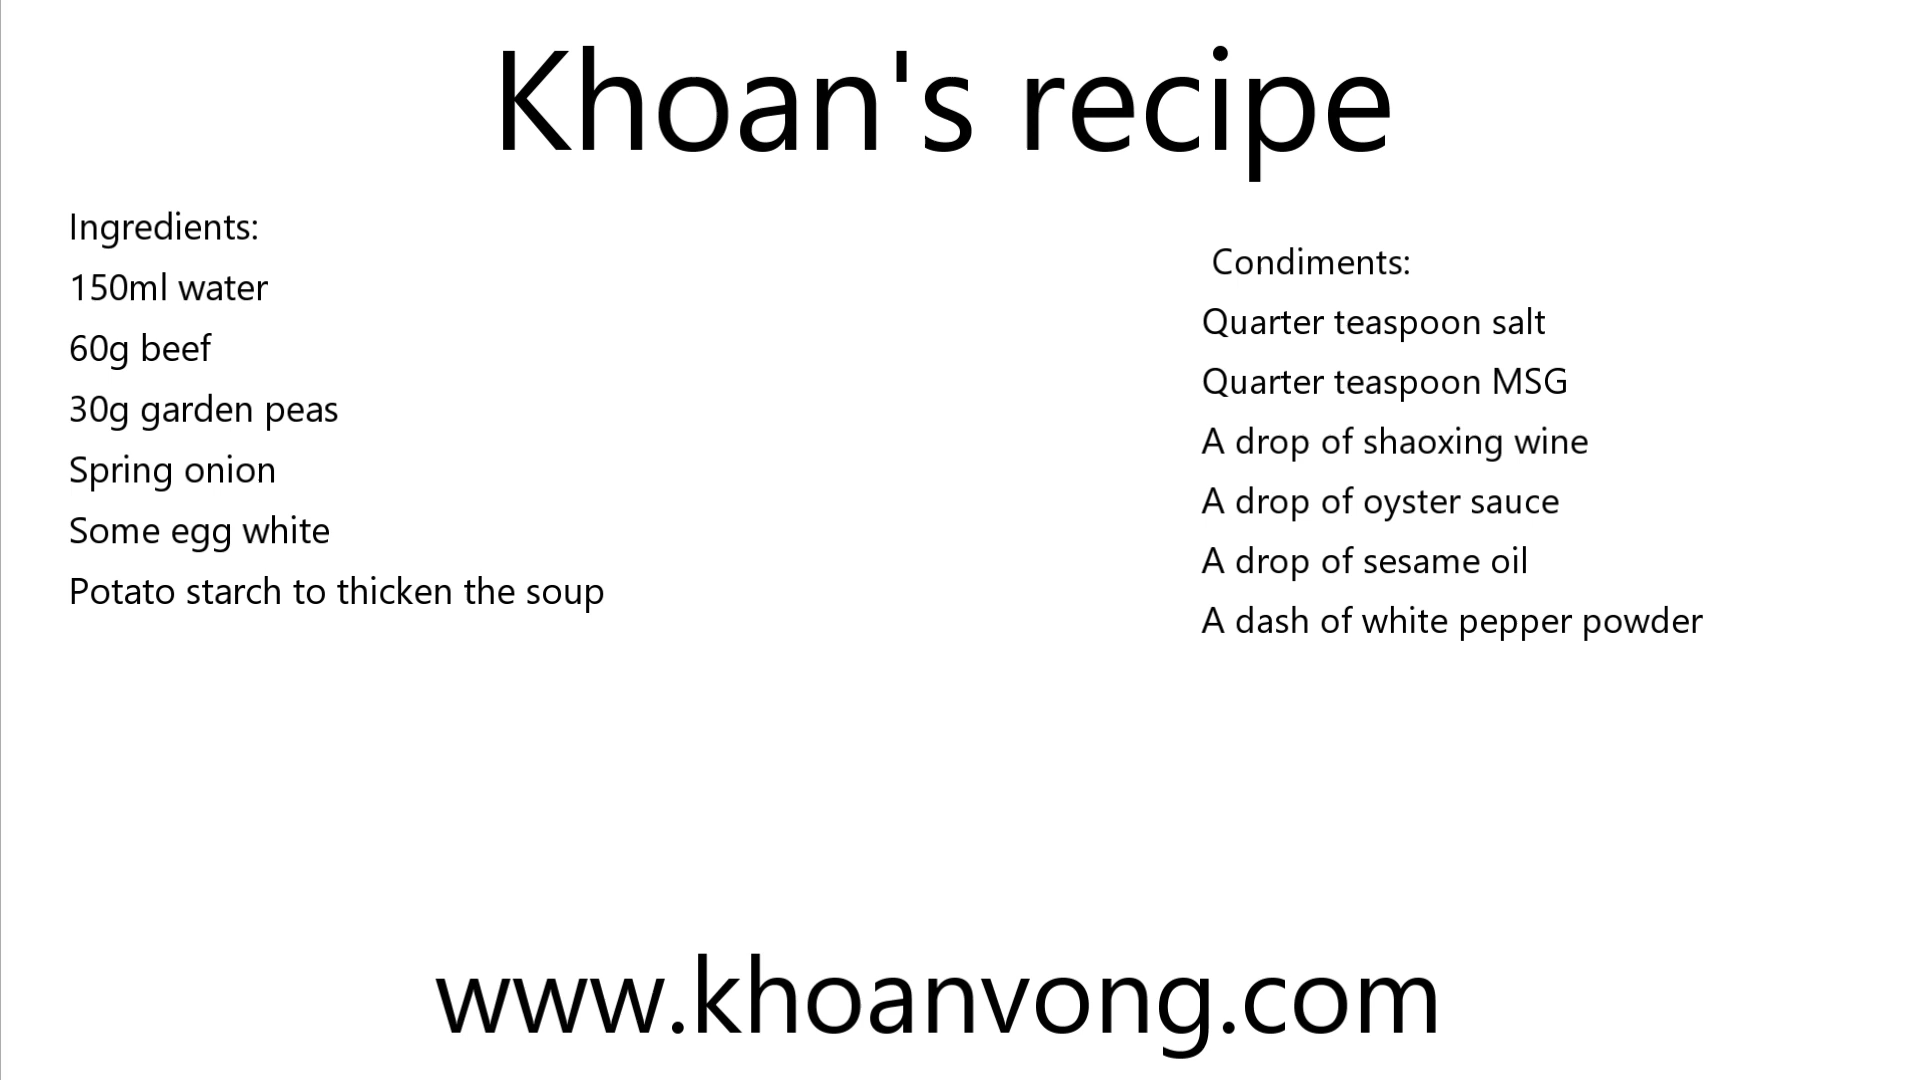 Khoan's recipe
Ingredients:
150ml water
60g beef
30g garden peas
Spring onion
Some egg white
Potato starch to thicken the soup
Condiments:
Quarter teaspoon salt
Quarter teaspoon MSG
A drop of shaoxing wine
A drop of oyster sauce
A drop of sesame oil
A dash of white pepper powder
www.khoanvong.com